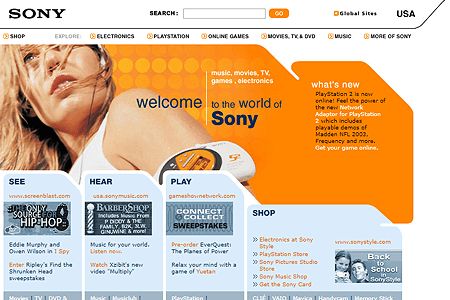 SONY
SEARCH: GO
Global Sites
USA
SHOP
EXPLORE: ELECTRONICS PLAYSTATION ONLINE GAMES MOVIES, TV, & DVD MUSIC MORE OF SONY
music, movies, TV,
games, electronics
welcome to the world of
Sony
what's new
PlayStation 2 is now
online! Feel the power of
the new Network
Adaptor for PlayStation
2 which includes
playable demos of
Madden NFL 2003,
Frequency and more.
Get your game online.
SEE
www.screenblast.com
THE ONLY
SOURCE FOR
HIP-HOP
Eddie Murphy and
Owen Wilson in I Spy
Enter Ripley's Find the
Shrunken Head
sweepstakes
Movies TV DVD &
HEAR
usa.sonymusic.com
BARBERSHOP
Includes Music From
P DIDDY & THE
FAMILY, B2K, 3LW,
GINUWINE & MORE!
Music for your world.
Listen now.
Watch Xzibit's new
video "Multiply"
Music Musicclub
PLAY
gameshownetwork.com
CONNECT
COLLECT
SWEEPSTAKES
Pre-order EverQuest:
The Planes of Power
Relax your mind with a
game of Yuetan
PlayStation
SHOP
Electronics at Sony
Style
PlayStation Store
Sony Pictures Studio
Store
Sony Music Shop
Get the Sony Card
www.sonystyle.com
Back
to
School
in
SonyStyle
CLIÉ VAIO Mavica Handycam Memory Stick